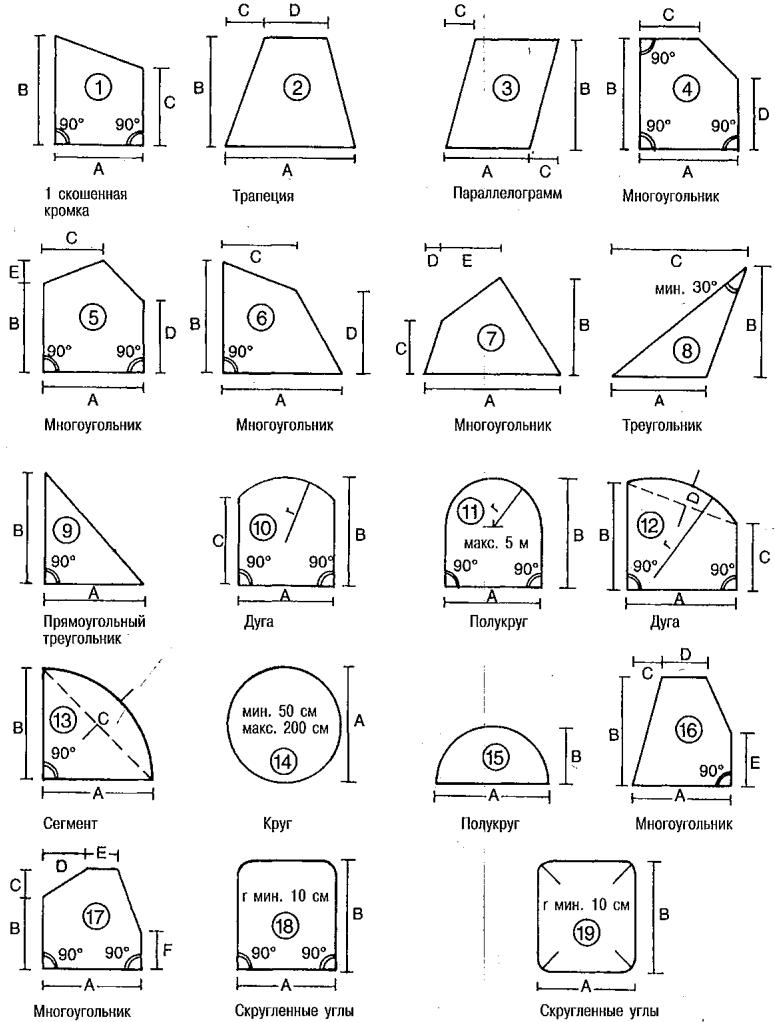 C D C C
B 1 C B 2 3 B B 90° 4 D
90° 90° 90° 90°
A A A C A
1 скошенная
кромка
Трапеция
Параллелограмм
Многоугольник
C C D E C
E B 5 D B 6 D C 7 B мин. 30° 8 B
90° 90° 90°
A A A A
Многоугольник
Многоугольник
Многоугольник
Треугольник
B 9 C 10 r B 11 r B B 12 D r C
макс. 5 м
90° 90° 90° 90° 90° 90° 90°
A A A A
Прямоугольный
треугольник
Дуга
Полукруг
Дуга
C D
B 13 C мин. 50 см A 15 B B 16 E
макс. 200 см
90° 14 90°
A A A
Сегмент
Круг
Полукруг
Многоугольник
D E
C B 17 F r мин. 10 см B r мин. 10 см B
18 19
90° 90° 90° 90°
A A A
Многоугольник
Скругленные углы
Скругленные углы